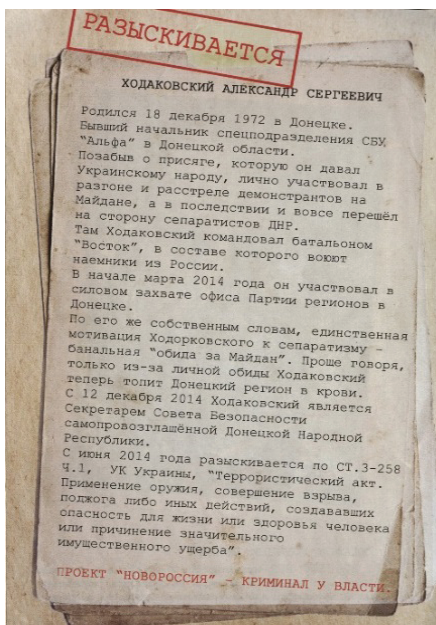 РАЗЫСКИВАЕТСЯ
ХОДАКОВСКИЙ АЛЕКСАНДР СЕРГЕЕВИЧ
Родился 18 декабря 1972 в Донецке.
Бывший начальник спецподразделения СБУ,
"Альфа" в Донецкой области.
Позабыв о присяге, которую он давал
Украинскому народу, лично участвовал в
разгоне и расстреле демонстрантов на
Майдане, а в последствии и вовсе перешёл
на сторону сепаратистов ДНР.
Там Ходаковский командовал батальоном
"Восток", в составе которого воюют
наемники из России.
В начале марта 2014 года он участвовал в
силовом захвате офиса Партии регионов в
Донецке.
По его же собственным словам, единственная
мотивация Ходорковского к сепаратизму –
банальная "обида за Майдан". Проще говоря,
только из-за личной обиды Ходаковский
теперь топит Донецкий регион в крови.
С 12 декабря 2014 Ходаковский является
Секретарем Совета Безопасности
самопровозглашённой Донецкой Народной
Республики.
С июня 2014 года разыскивается по СТ.3-258
Ч.1, УК Украины, "Террористический акт.
Применение оружия, совершение взрыва,
поджога либо иных действий, создававших
опасность для жизни или здоровья человека
или причинение значительного
имущественного ущерба".
ПРОЕКТ "НОВОРОССИЯ" – КРИМИНАЛ У ВЛАСТИ.